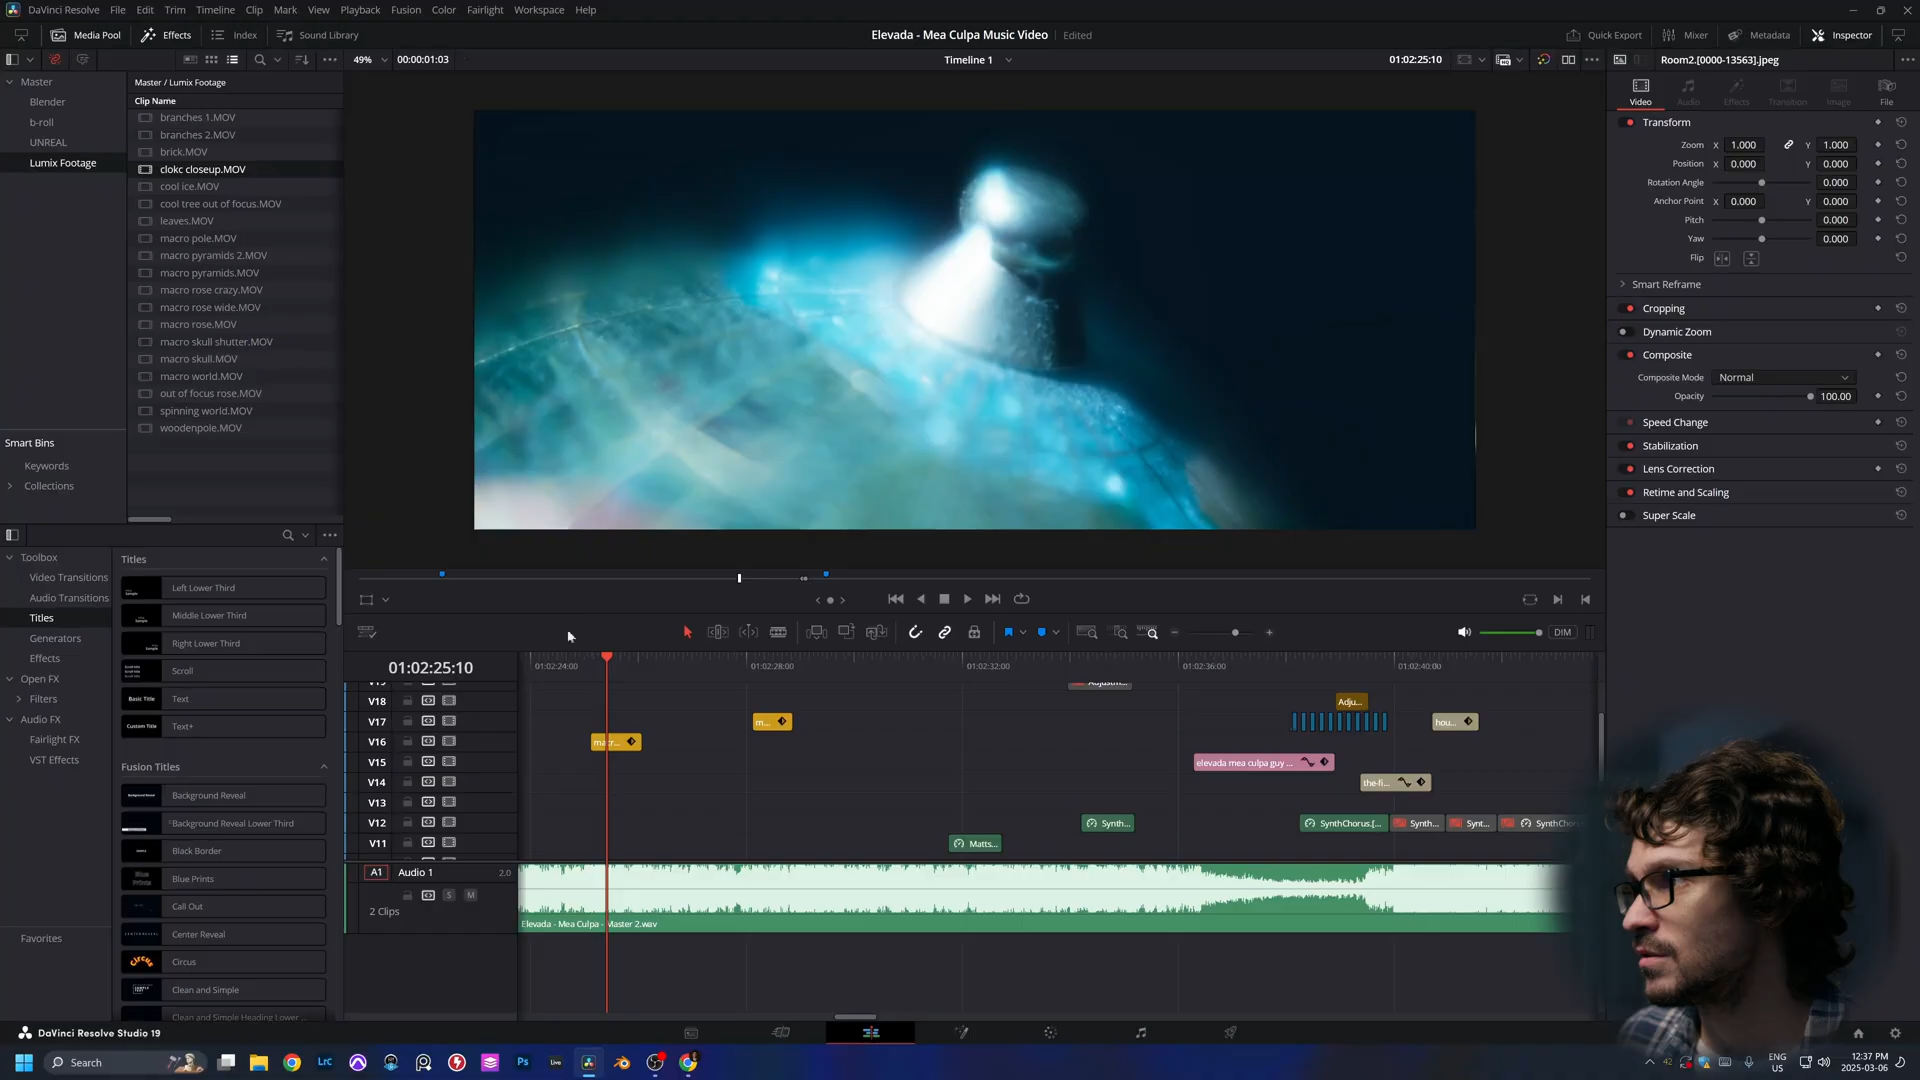 DaVinci Resolve File Edit Trim Timeline Clip Mark View Playback Fusion Color Fairlight Workspace Help
Media Pool Effects Index Sound Library
Elevada - Mea Culpa Music Video Edited
Quick Export Mixer Metadata Inspector
49% 00:00:01:03
Timeline 1
01:02:25:10
Room2.[0000-13563].jpeg
Master
Blender
b-roll
UNREAL
Lumix Footage
Master / Lumix Footage
Clip Name
branches 1.MOV
branches 2.MOV
brick.MOV
clokc closeup.MOV
cool ice.MOV
cool tree out of focus.MOV
leaves.MOV
macro pole.MOV
macro pyramids 2.MOV
macro pyramids.MOV
macro rose crazy.MOV
macro rose wide.MOV
macro rose.MOV
macro skull shutter.MOV
macro skull.MOV
macro world.MOV
out of focus rose.MOV
spinning world.MOV
woodenpole.MOV
Smart Bins
Keywords
Collections
Video Audio Effects Transition Image File
Transform
Zoom X 1.000 Y 1.000
Position X 0.000 Y 0.000
Rotation Angle 0.000
Anchor Point X 0.000 Y 0.000
Pitch 0.000
Yaw 0.000
Flip
Smart Reframe
Cropping
Dynamic Zoom
Composite
Composite Mode Normal
Opacity 100.00
Speed Change
Stabilization
Lens Correction
Retime and Scaling
Super Scale
Toolbox
Video Transitions
Audio Transitions
Titles
Generators
Effects
Open FX
Filters
Audio FX
Fairlight FX
VST Effects
Favorites
Titles
Left Lower Third
Middle Lower Third
Right Lower Third
Scroll
Basic Title Text
Custom Title Text+
Fusion Titles
Background Reveal
Background Reveal Lower Third
Black Border
Blue Prints
Call Out
Center Reveal
CIRCUS Circus
Clean and Simple
Clean and Simple Heading Lower ...
DIM
01:02:25:10
01:02:24:00 01:02:28:00 01:02:32:00 01:02:36:00 01:02:40:00
V18 Adju...
V17 m... hou...
V16 macr...
V15 elevada mea culpa guy ...
V14 the-fi...
V13
V12 Synth... SynthChorus.[... Synth... Synt... SynthChor
V11 Matts...
A1 Audio 1 2.0
S M
2 Clips
Elevada - Mea Culpa - Master 2.wav
DaVinci Resolve Studio 19
Search
LrC
Ps
Live
42
ENG
US
12:37 PM
2025-03-06